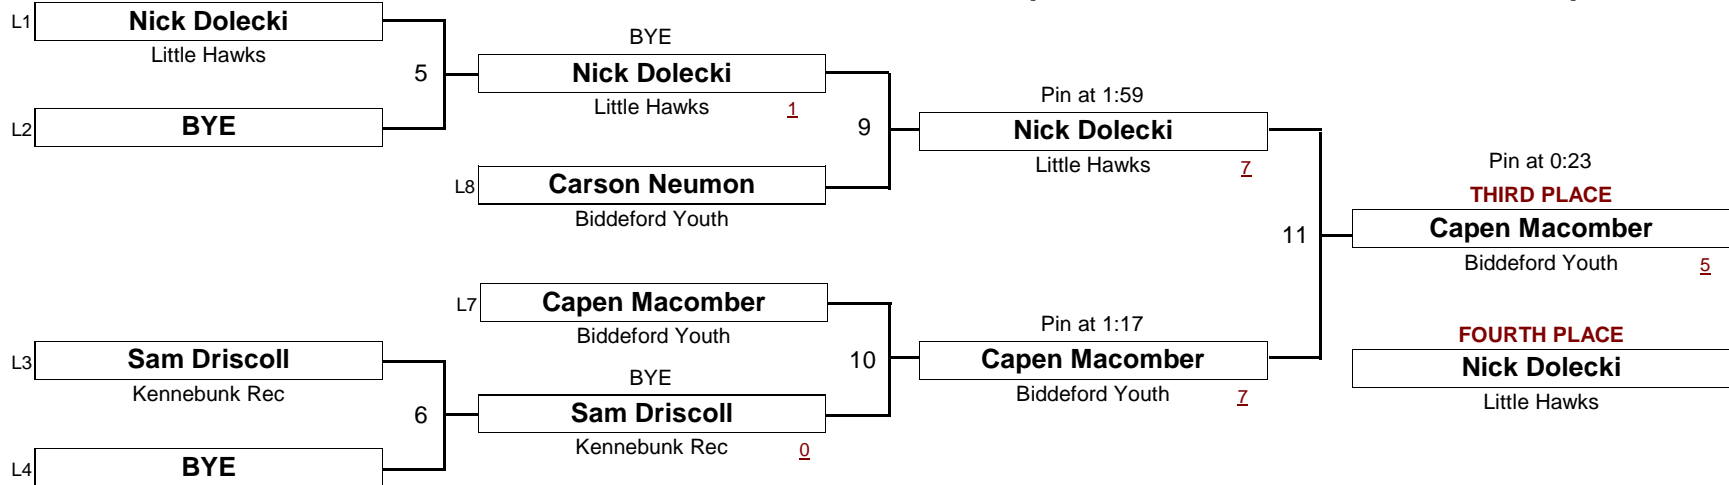 L1
Nick Dolecki
Little Hawks
5
L2
BYE
BYE
Nick Dolecki
Little Hawks
1
9
L8
Carson Neumon
Biddeford Youth
Pin at 1:59
Nick Dolecki
Little Hawks
7
L7
Capen Macomber
Biddeford Youth
10
L3
Sam Driscoll
Kennebunk Rec
6
L4
BYE
BYE
Sam Driscoll
Kennebunk Rec
0
Pin at 1:17
Capen Macomber
Biddeford Youth
7
11
Pin at 0:23
THIRD PLACE
Capen Macomber
Biddeford Youth
5
FOURTH PLACE
Nick Dolecki
Little Hawks